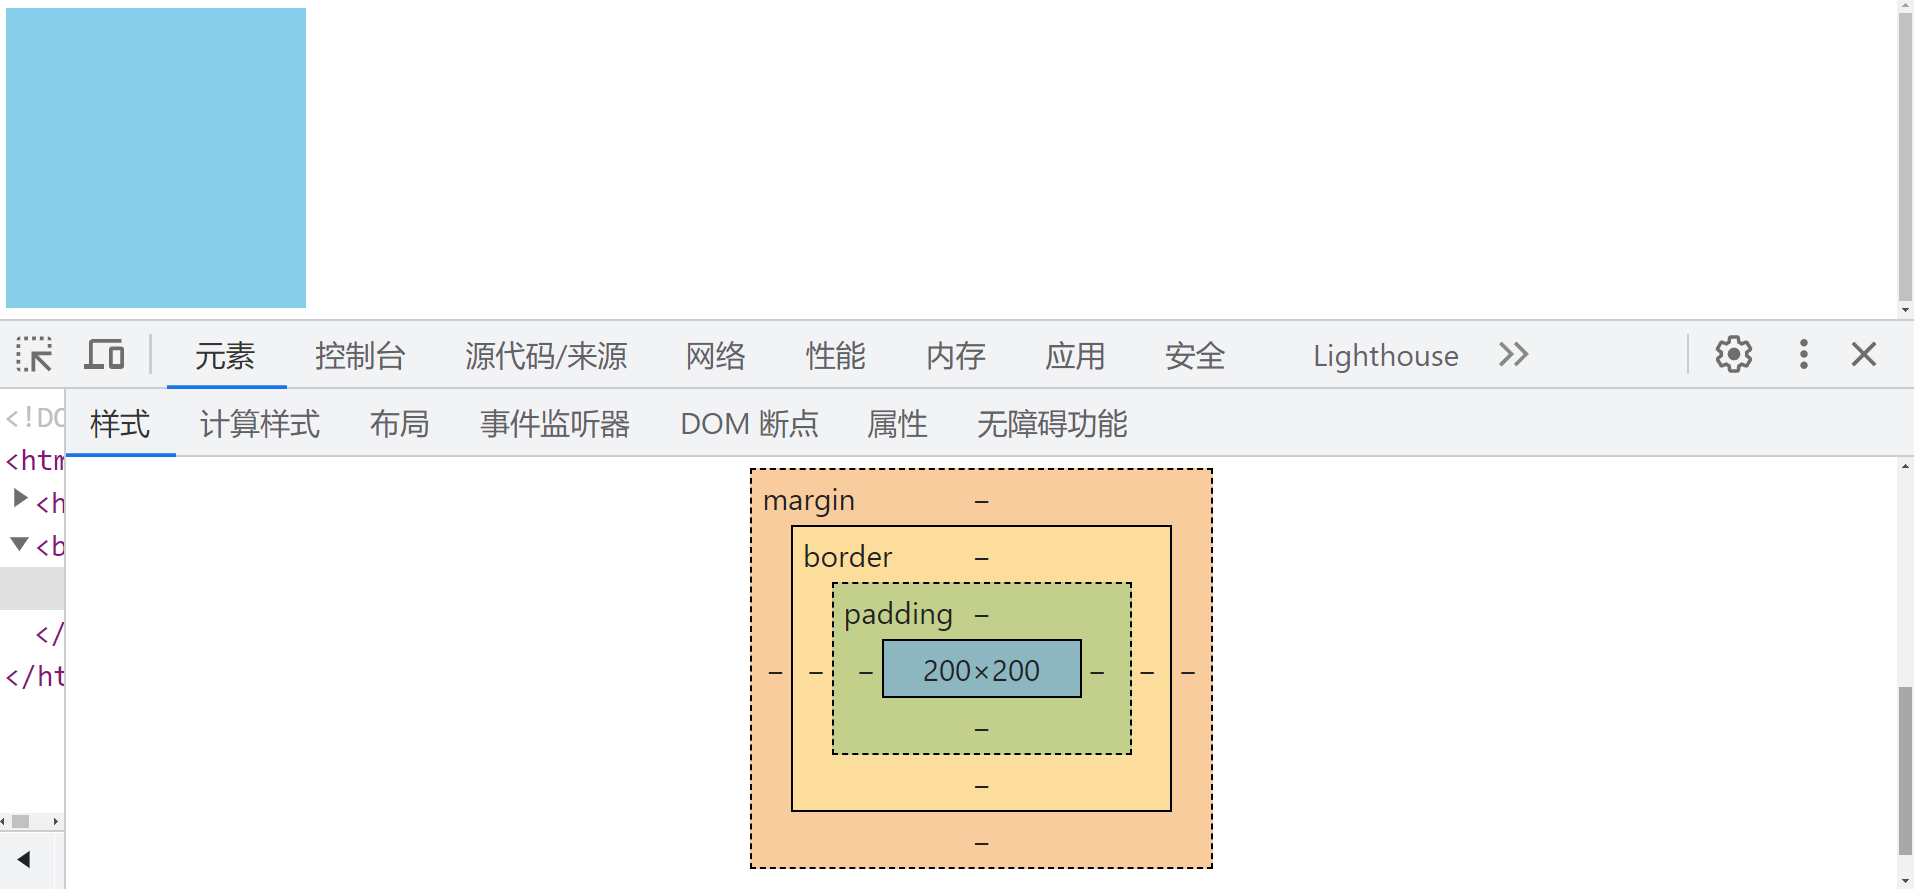 元素 控制台 源代码/来源 网络 性能 内存 应用 安全 Lighthouse
样式 计算样式 布局 事件监听器 DOM 断点 属性 无障碍功能
<!DO
<htm
<h
<b
</
</ht
margin –
border –
padding –
– – – 200×200 – – –
–
–
–